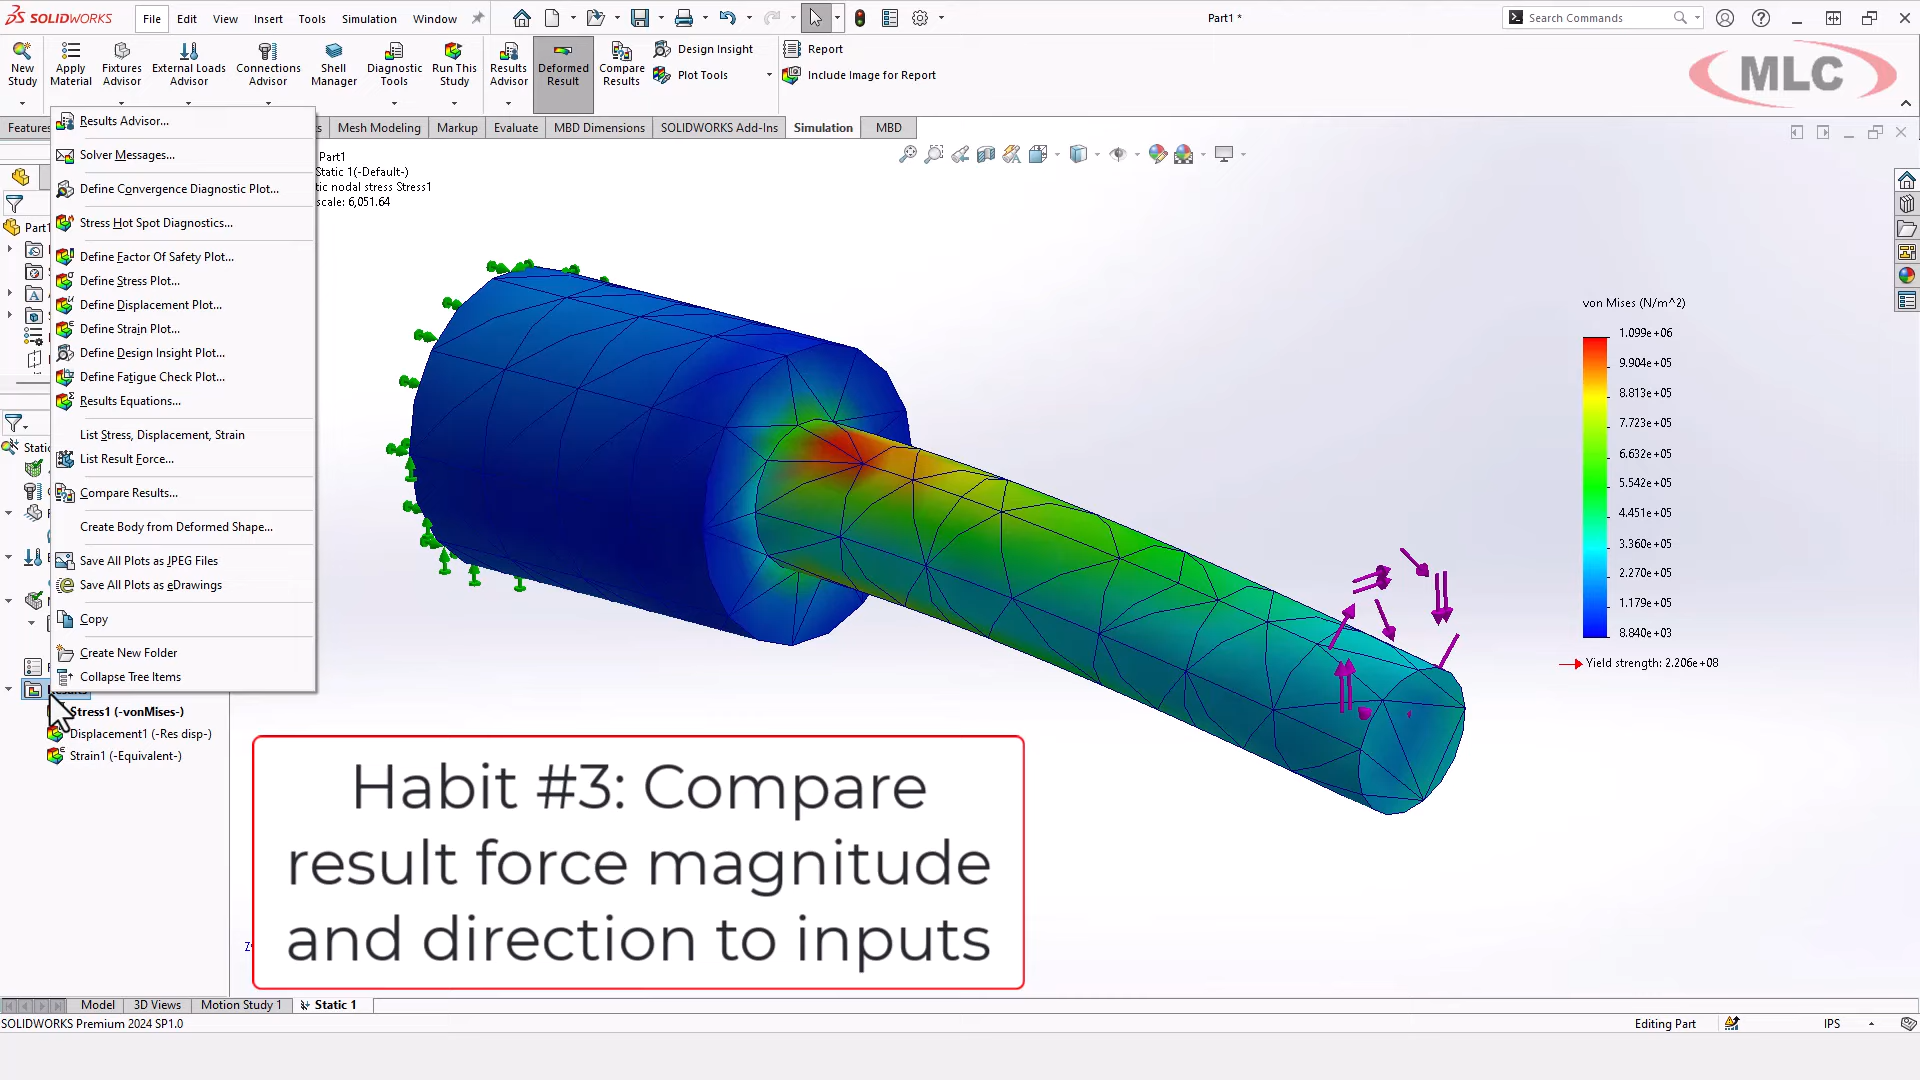 SOLIDWORKS
File
Edit
View
Insert
Tools
Simulation
Window
Part1 *
Search Commands
New Study
Apply Material
Fixtures Advisor
External Loads Advisor
Connections Advisor
Shell Manager
Diagnostic Tools
Run This Study
Results Advisor
Deformed Result
Compare Results
Design Insight
Plot Tools
Report
Include Image for Report
MLC
Features
Mesh Modeling
Markup
Evaluate
MBD Dimensions
SOLIDWORKS Add-Ins
Simulation
MBD
Results Advisor...
Solver Messages...
Define Convergence Diagnostic Plot...
Stress Hot Spot Diagnostics...
Define Factor Of Safety Plot...
Define Stress Plot...
Define Displacement Plot...
Define Strain Plot...
Define Design Insight Plot...
Define Fatigue Check Plot...
Results Equations...
List Stress, Displacement, Strain
List Result Force...
Compare Results...
Create Body from Deformed Shape...
Save All Plots as JPEG Files
Save All Plots as eDrawings
Copy
Create New Folder
Collapse Tree Items
Part1
Static 1(-Default-)
tic nodal stress Stress1
scale: 6,051.64
Part1
Static
Stress1 (-vonMises-)
Displacement1 (-Res disp-)
Strain1 (-Equivalent-)
von Mises (N/m^2)
1.099e+06
9.904e+05
8.813e+05
7.723e+05
6.632e+05
5.542e+05
4.451e+05
3.360e+05
2.270e+05
1.179e+05
8.840e+03
Yield strength: 2.206e+08
Habit #3: Compare
result force magnitude
and direction to inputs
Model
3D Views
Motion Study 1
Static 1
SOLIDWORKS Premium 2024 SP1.0
Editing Part
IPS